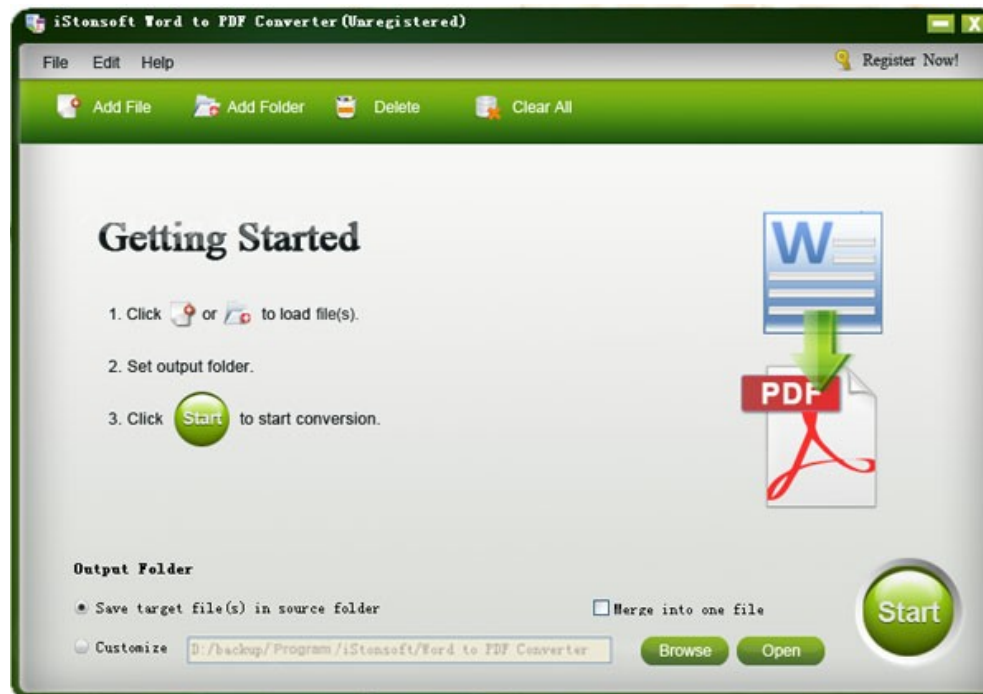 iStonsoft Word to PDF Converter(Unregistered)
File Edit Help Register Now!
Add File Add Folder Delete Clear All
Getting Started
W
1. Click or to load file(s).
2. Set output folder.
PDF
3. Click Start to start conversion.
Output Folder
Save target file(s) in source folder Merge into one file
Start
Customize D:/backup/Program/iStonsoft/Word to PDF Converter Browse Open